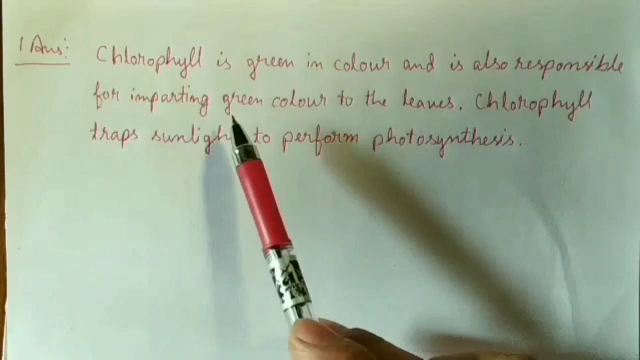 1 Ans: Chlorophyll is green in colour and is also responsible
for imparting green colour to the leaves. Chlorophyll
traps sunlight to perform photosynthesis.